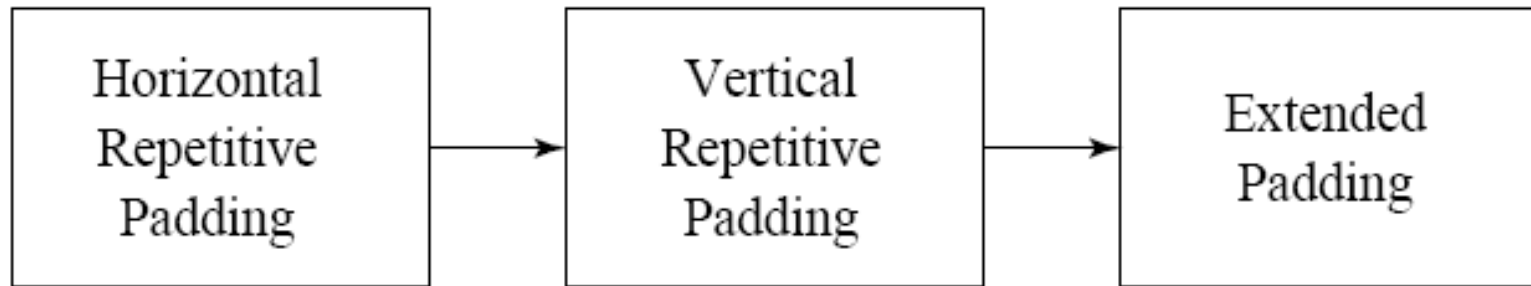 Horizontal
Repetitive
Padding
Vertical
Repetitive
Padding
Extended
Padding